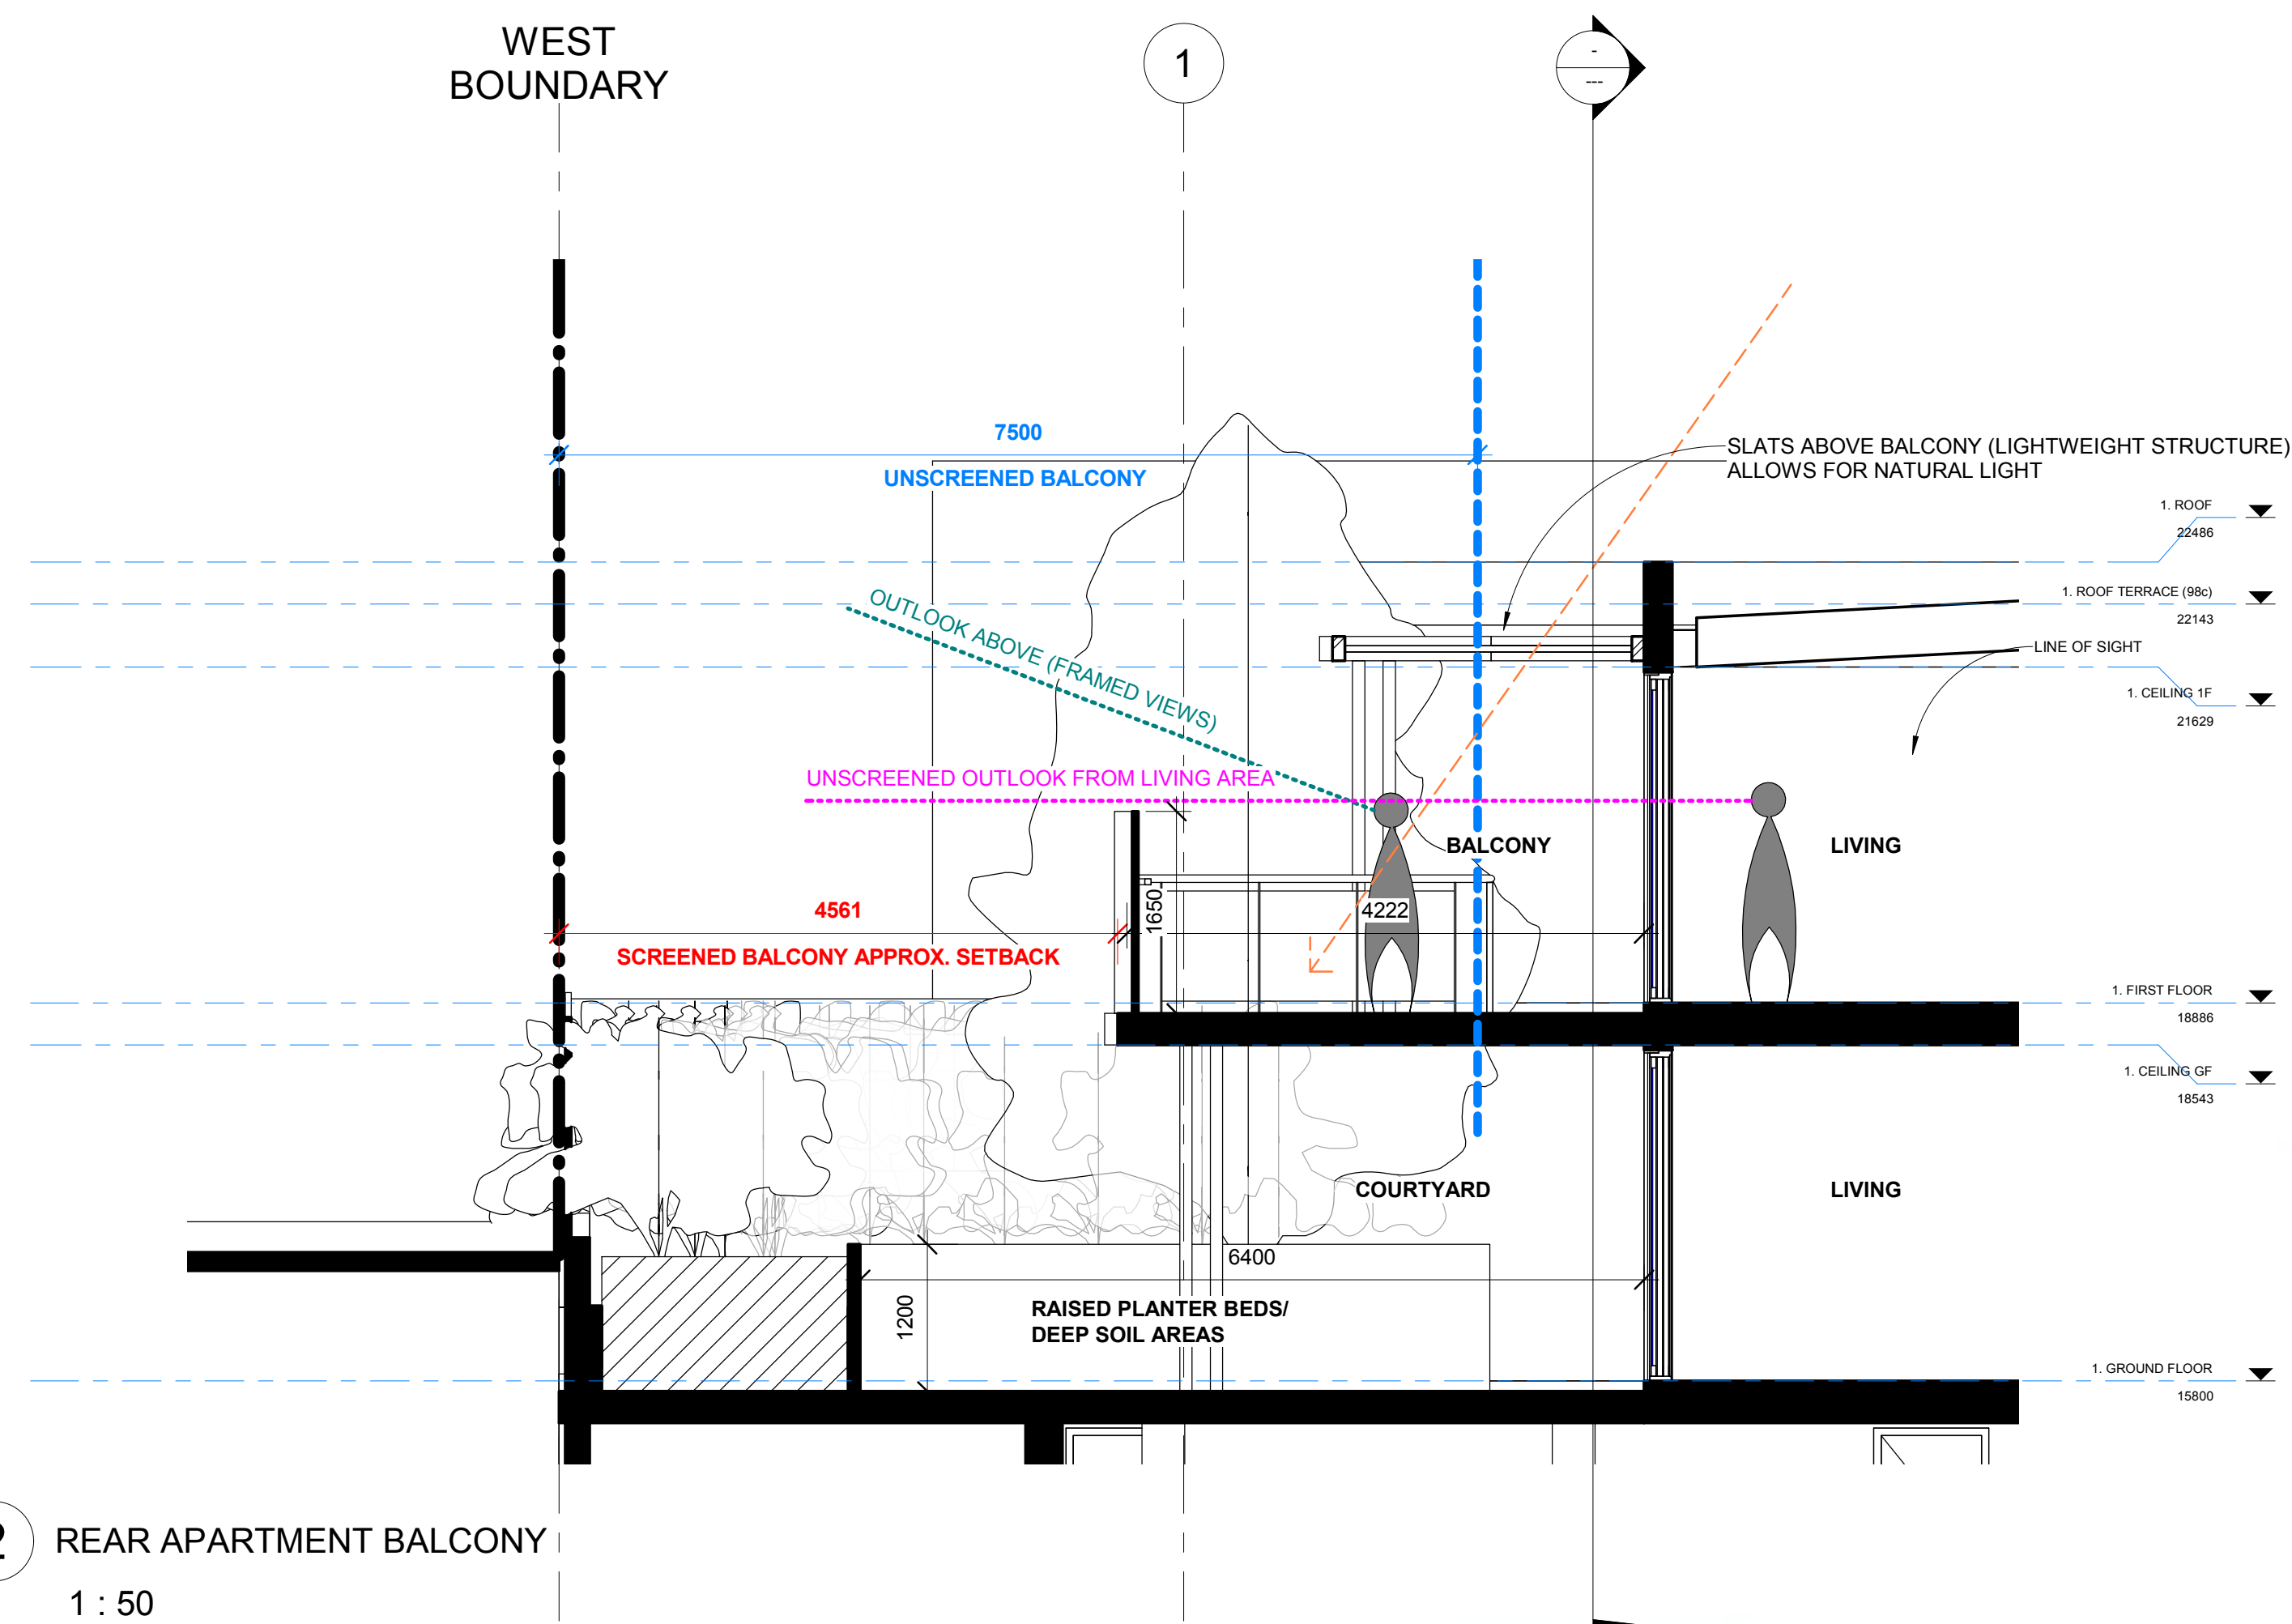 WEST
BOUNDARY
1
-
---
7500
UNSCREENED BALCONY
SLATS ABOVE BALCONY (LIGHTWEIGHT STRUCTURE)
ALLOWS FOR NATURAL LIGHT
1. ROOF
22486
1. ROOF TERRACE (98c)
22143
OUTLOOK ABOVE (FRAMED VIEWS)
LINE OF SIGHT
1. CEILING 1F
21629
UNSCREENED OUTLOOK FROM LIVING AREA
BALCONY
LIVING
4561
1650
4222
SCREENED BALCONY APPROX. SETBACK
1. FIRST FLOOR
18886
1. CEILING GF
18543
COURTYARD
LIVING
6400
1200
RAISED PLANTER BEDS/
DEEP SOIL AREAS
1. GROUND FLOOR
15800
2
REAR APARTMENT BALCONY
1 : 50